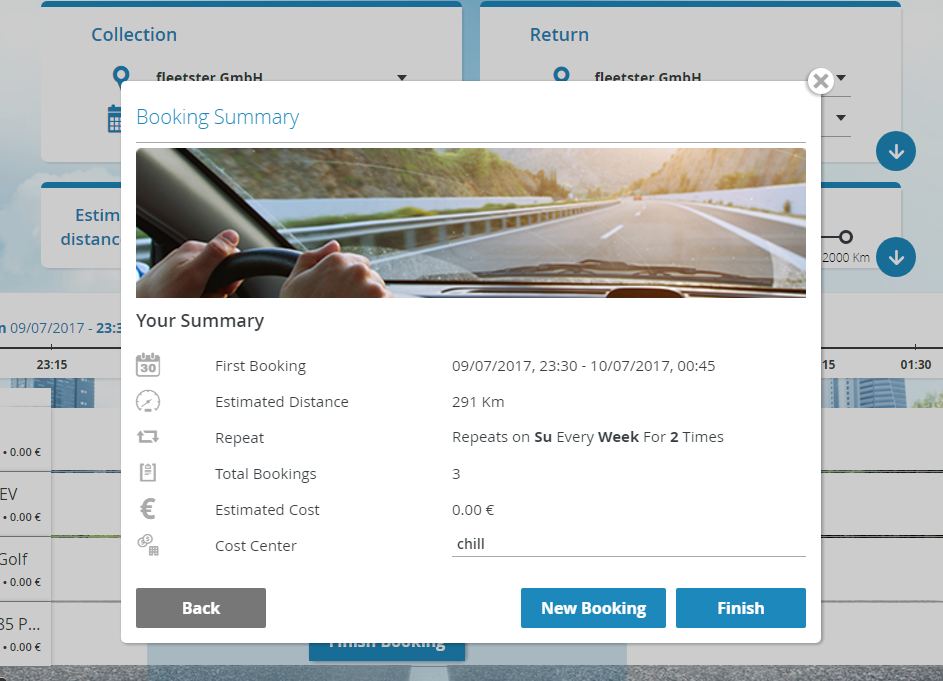 Collection
Return
fleetster GmbH
fleetster GmbH
Booking Summary
Estim
distanc
2000 Km
n 09/07/2017 - 23:3
23:15
:15
01:30
Your Summary
30
First Booking
09/07/2017, 23:30 - 10/07/2017, 00:45
Estimated Distance
291 Km
Repeat
Repeats on Su Every Week For 2 Times
Total Bookings
3
€
Estimated Cost
0.00 €
Cost Center
chill
• 0.00 €
EV
• 0.00 €
Golf
• 0.00 €
85 P...
• 0.00 €
Back
New Booking
Finish
Finish Booking